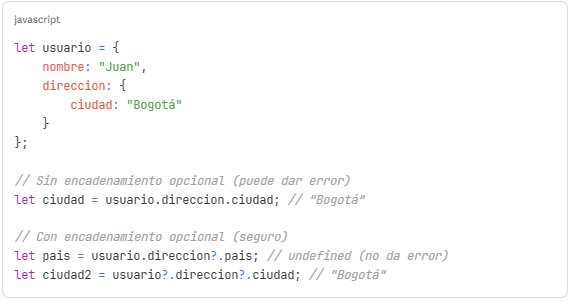 javascript
let usuario = {
    nombre: "Juan",
    direccion: {
        ciudad: "Bogotá"
    }
};
// Sin encadenamiento opcional (puede dar error)
let ciudad = usuario.direccion.ciudad; // "Bogotá"
// Con encadenamiento opcional (seguro)
let pais = usuario.direccion?.pais; // undefined (no da error)
let ciudad2 = usuario?.direccion?.ciudad; // "Bogotá"